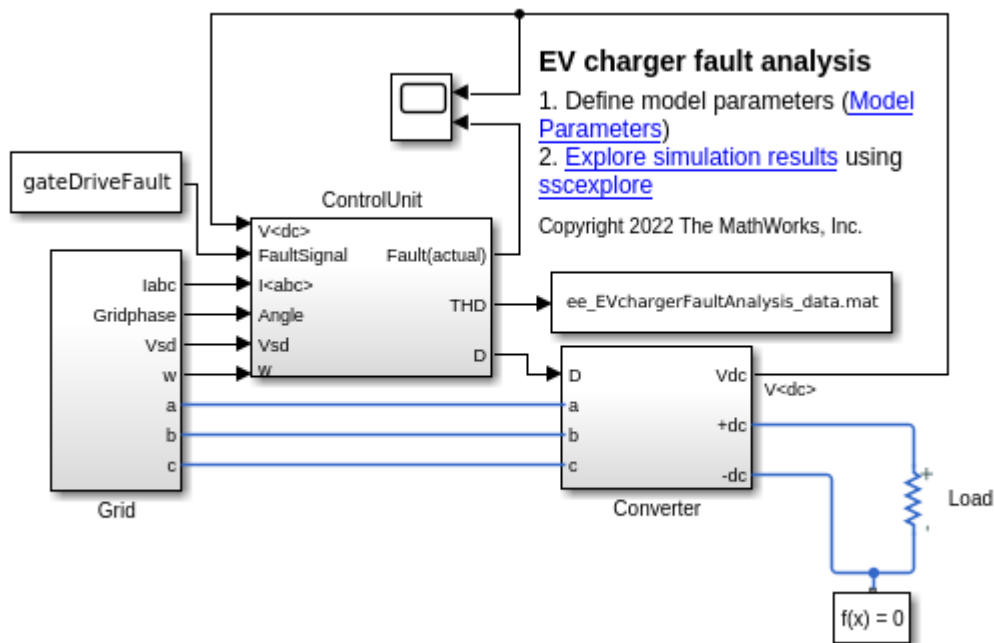 EV charger fault analysis
1. Define model parameters (Model
Parameters)
2. Explore simulation results using
sscexplore
Copyright 2022 The MathWorks, Inc.
gateDriveFault
ControlUnit
V<dc>
FaultSignal
I<abc>
Angle
Vsd
w
Fault(actual)
THD
D
ee_EVchargerFaultAnalysis_data.mat
Iabc
Gridphase
Vsd
w
a
b
c
Grid
D
a
b
c
Vdc
+dc
-dc
Converter
V<dc>
+
Load
-
f(x) = 0